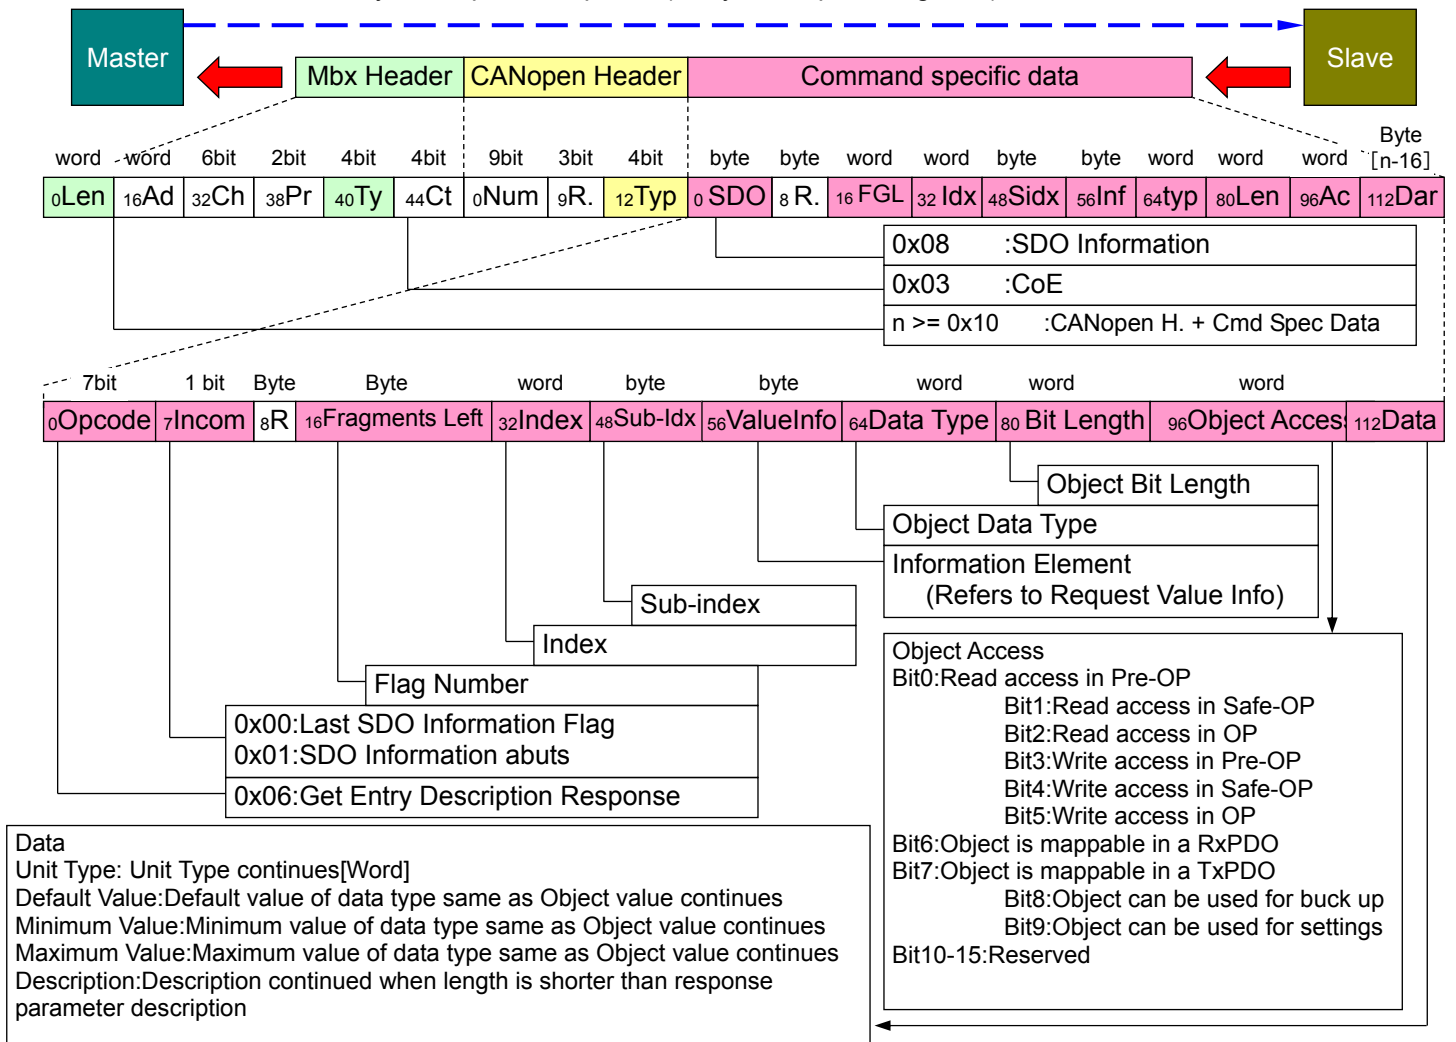 Master
Slave
Mbx Header CANopen Header Command specific data
word word 6bit 2bit 4bit 4bit 9bit 3bit 4bit byte byte word word byte byte word word word Byte [n-16]
0Len 16Ad 32Ch 38Pr 40Ty 44Ct 0Num 9R. 12Typ 0 SDO 8 R. 16 FGL 32 Idx 48Sidx 56Inf 64typ 80Len 96Ac 112Dar
0x08 :SDO Information
0x03 :CoE
n >= 0x10 :CANopen H. + Cmd Spec Data
7bit 1 bit Byte Byte word byte byte word word word
0Opcode 7Incom 8R 16Fragments Left 32Index 48Sub-Idx 56ValueInfo 64Data Type 80 Bit Length 96Object Access 112Data
Object Bit Length
Object Data Type
Information Element
(Refers to Request Value Info)
Sub-index
Index
Flag Number
0x00:Last SDO Information Flag
0x01:SDO Information abuts
0x06:Get Entry Description Response
Object Access
Bit0:Read access in Pre-OP
Bit1:Read access in Safe-OP
Bit2:Read access in OP
Bit3:Write access in Pre-OP
Bit4:Write access in Safe-OP
Bit5:Write access in OP
Bit6:Object is mappable in a RxPDO
Bit7:Object is mappable in a TxPDO
Bit8:Object can be used for buck up
Bit9:Object can be used for settings
Bit10-15:Reserved
Data
Unit Type: Unit Type continues[Word]
Default Value:Default value of data type same as Object value continues
Minimum Value:Minimum value of data type same as Object value continues
Maximum Value:Maximum value of data type same as Object value continues
Description:Description continued when length is shorter than response
parameter description